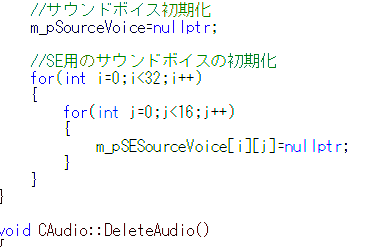 //サウンドボイス初期化
m_pSourceVoice=nullptr;
//SE用のサウンドボイスの初期化
for(int i=0;i<32;i++)
{
for(int j=0;j<16;j++)
{
m_pSESourceVoice[i][j]=nullptr;
}
}
}
void CAudio::DeleteAudio()
{